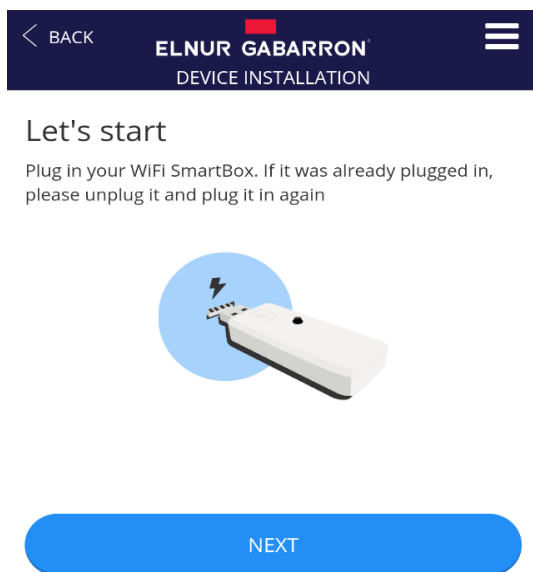 BACK
ELNUR GABARRON
DEVICE INSTALLATION
Let's start
Plug in your WiFi SmartBox. If it was already plugged in,
please unplug it and plug it in again
NEXT